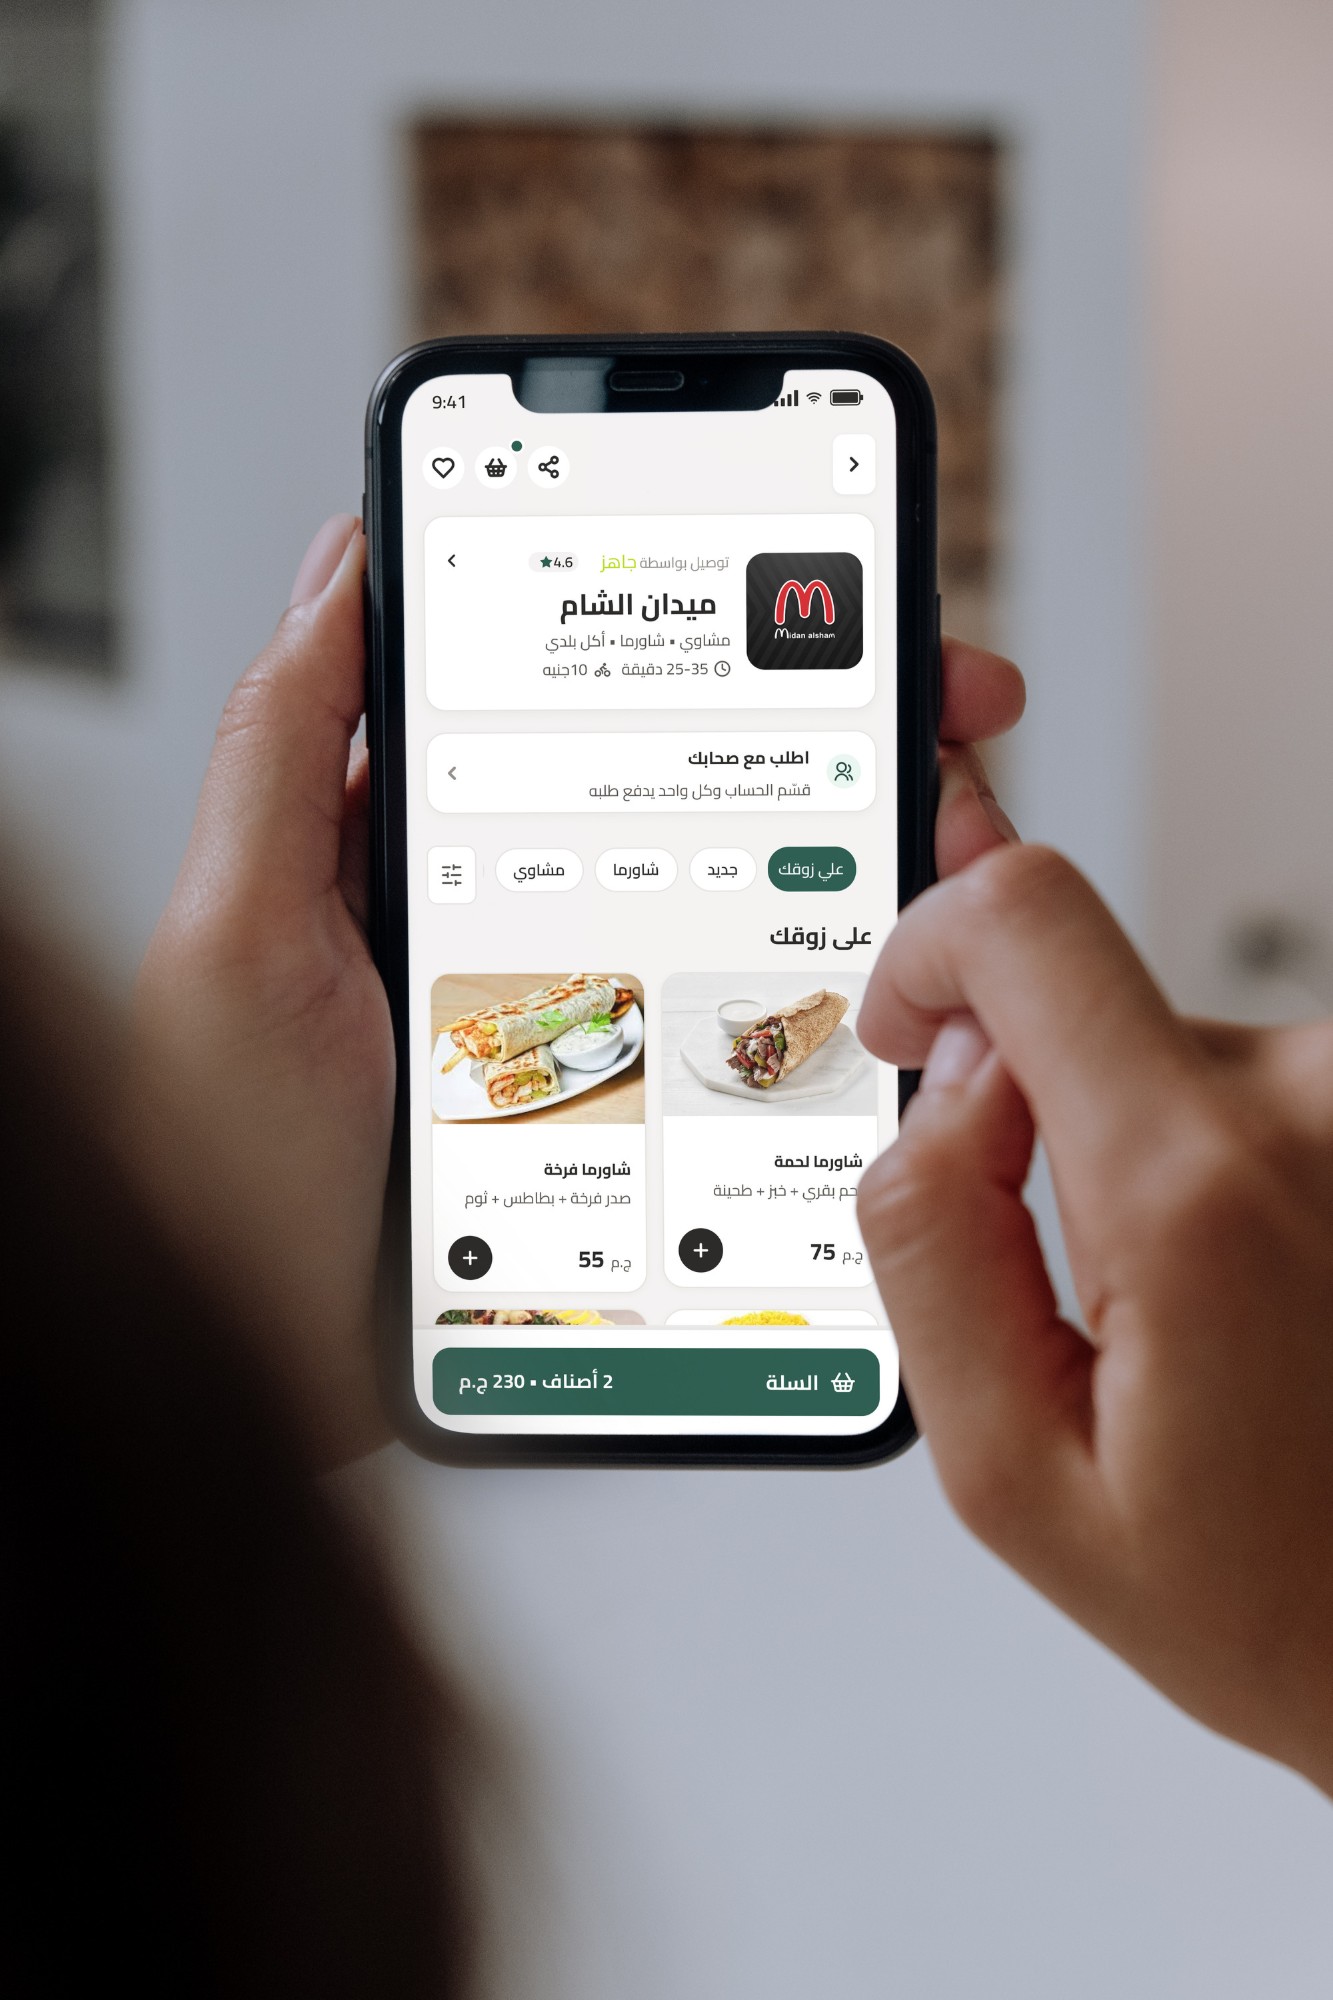 9:41
توصيل بواسطة جاهز 4.6
ميدان الشام
مشاوي • شاورما • أكل بلدي
25-35 دقيقة 10جنيه
Midan alsham
اطلب مع صحابك
قسّم الحساب وكل واحد يدفع طلبه
علي زوقك
جديد
شاورما
مشاوي
على زوقك
شاورما لحمة
بقري + خبز + طحينة
75 ج.م
شاورما فرخة
صدر فرخة + بطاطس + ثوم
55 ج.م
السلة
2 أصناف • 230 ج.م